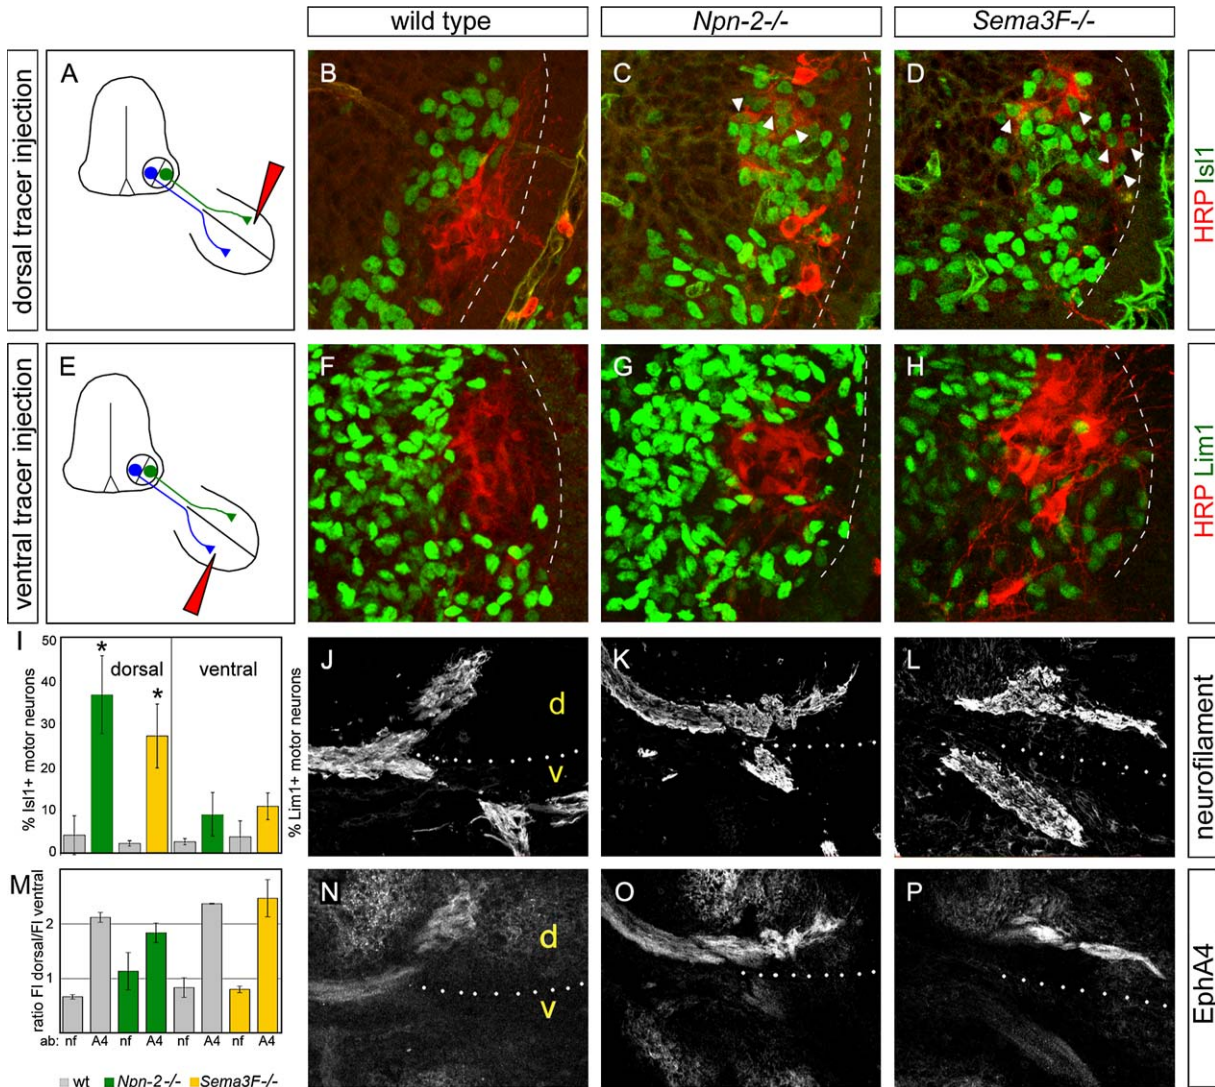 wild type
Npn-2-/-
Sema3F-/-
dorsal tracer injection
A
B
C
D
HRP Isl1
ventral tracer injection
E
F
G
H
HRP Lim1
I
% Isl1+ motor neurons
50
40
30
20
10
0
* dorsal
*
ventral
% Lim1+ motor neurons
J
d
v
K
L
neurofilament
M
ratio FI dorsal/FI ventral
2
1
ab: nf A4 nf A4 nf A4 nf A4
wt Npn-2-/- Sema3F-/-
N
d
v
O
P
EphA4